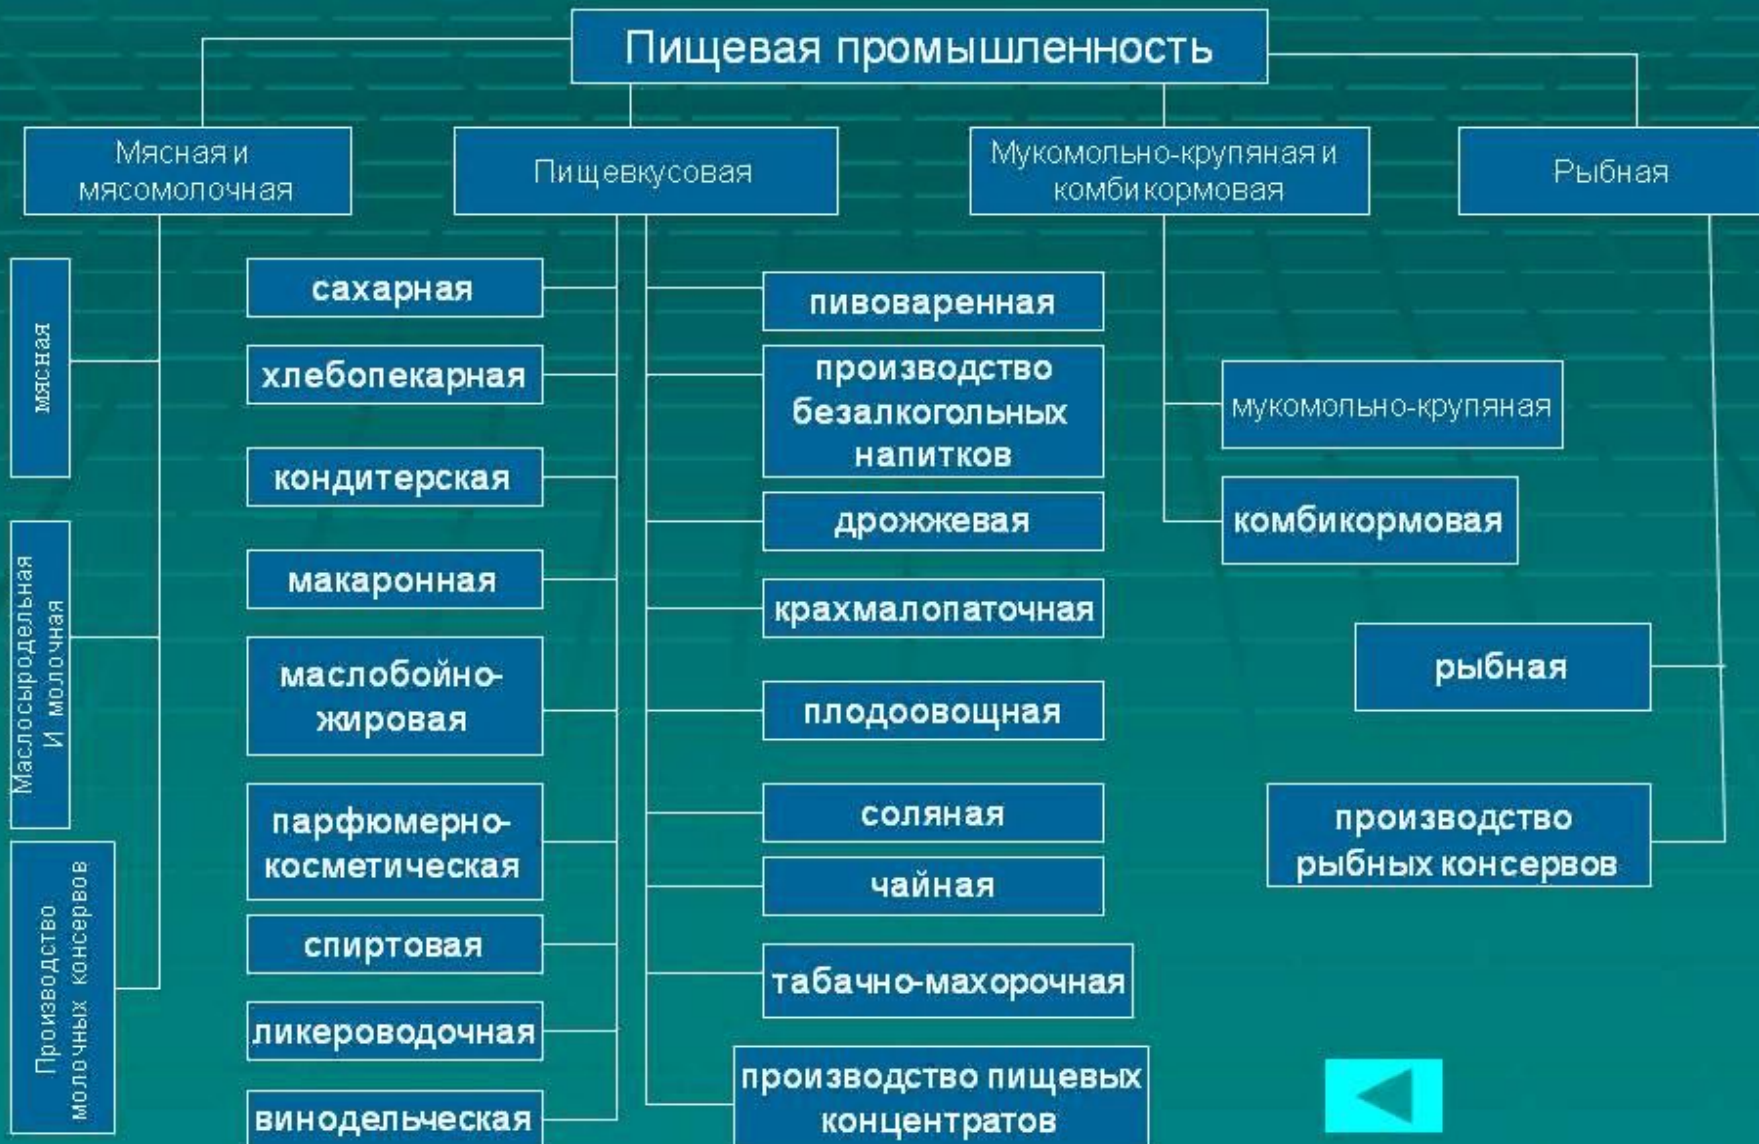 Пищевая промышленность
Мясная и
мясомолочная
Пищевкусовая
Мукомольно-крупяная и
комбикормовая
Рыбная
мясная
Маслосыродельная
И молочная
Производство
молочных консервов
сахарная
хлебопекарная
кондитерская
макаронная
маслобойно-
жировая
парфюмерно-
косметическая
спиртовая
ликероводочная
винодельческая
пивоваренная
производство
безалкогольных
напитков
дрожжевая
крахмалопаточная
плодоовощная
соляная
чайная
табачно-махорочная
производство пищевых
концентратов
мукомольно-крупяная
комбикормовая
рыбная
производство
рыбных консервов